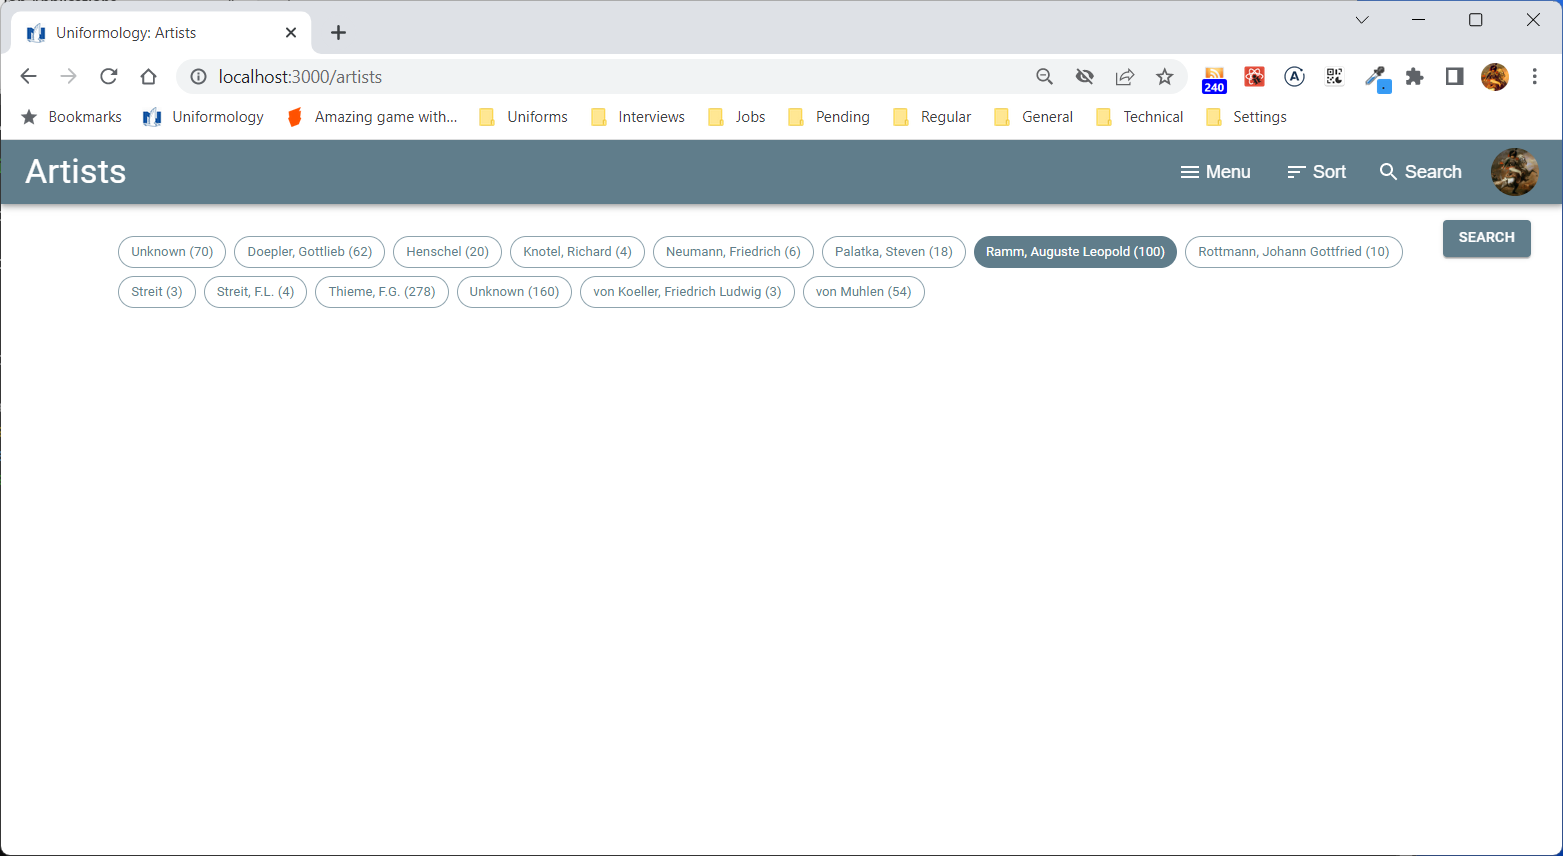 Uniformology: Artists
localhost:3000/artists
240
Bookmarks Uniformology Amazing game with... Uniforms Interviews Jobs Pending Regular General Technical Settings
Artists Menu Sort Search
Unknown (70) Doepler, Gottlieb (62) Henschel (20) Knotel, Richard (4) Neumann, Friedrich (6) Palatka, Steven (18) Ramm, Auguste Leopold (100) Rottmann, Johann Gottfried (10) SEARCH
Streit (3) Streit, F.L. (4) Thieme, F.G. (278) Unknown (160) von Koeller, Friedrich Ludwig (3) von Muhlen (54)